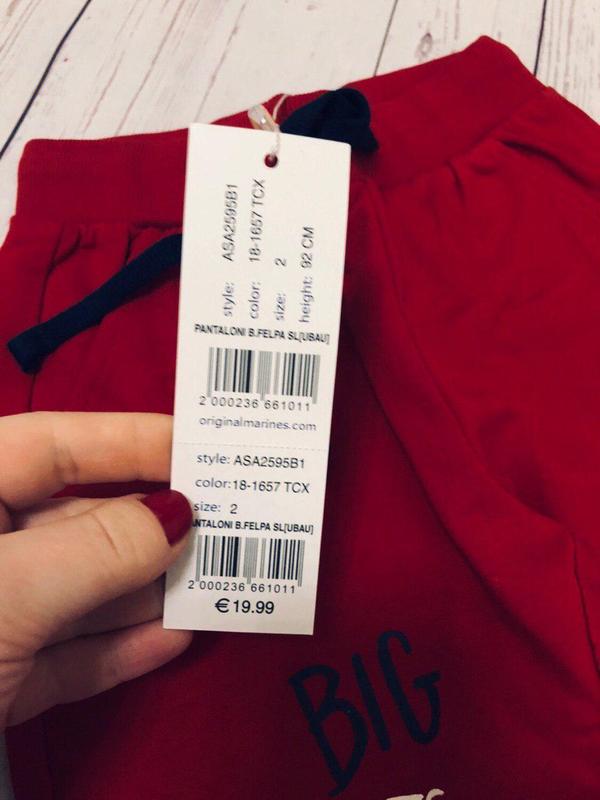 style: ASA2595B1
color: 18-1657 TCX
size: 2
height: 92 CM
PANTALONI B.FELPA SL[UBAU]
2 000236 661011
originalmarines.com
style: ASA2595B1
color:18-1657 TCX
size: 2
ANTALONI B.FELPA SL[UBAU]
2 000236 661011
€19.99
BIG